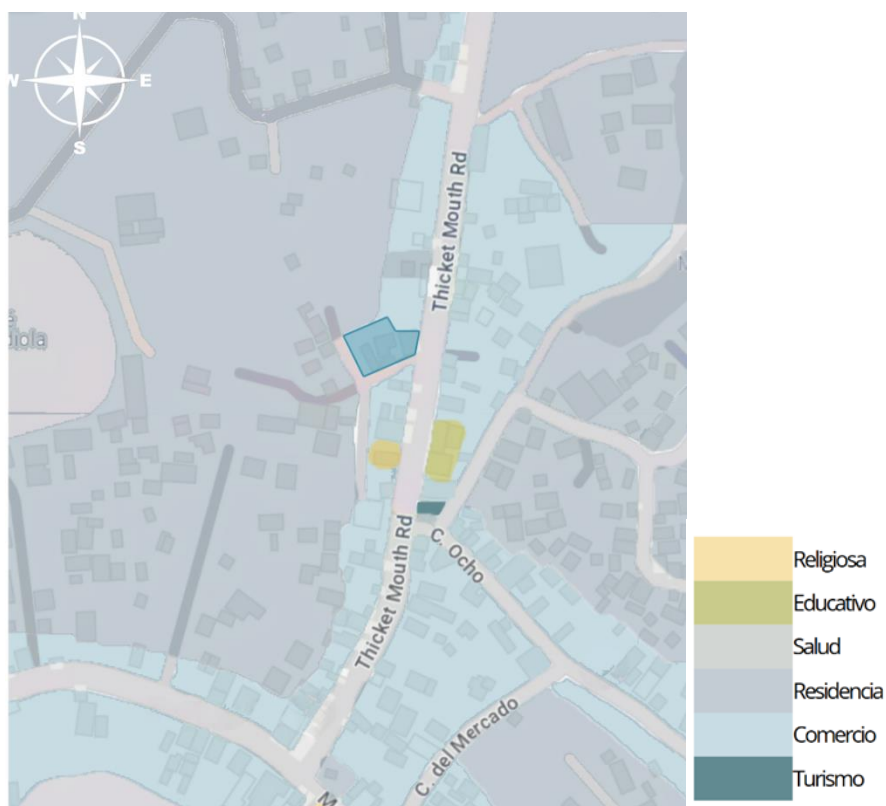 N
W
E
S
Thicket Mouth Rd
Thicket Mouth Rd
C. Ocho
C. del Mercado
Religiosa
Educativo
Salud
Residencia
Comercio
Turismo